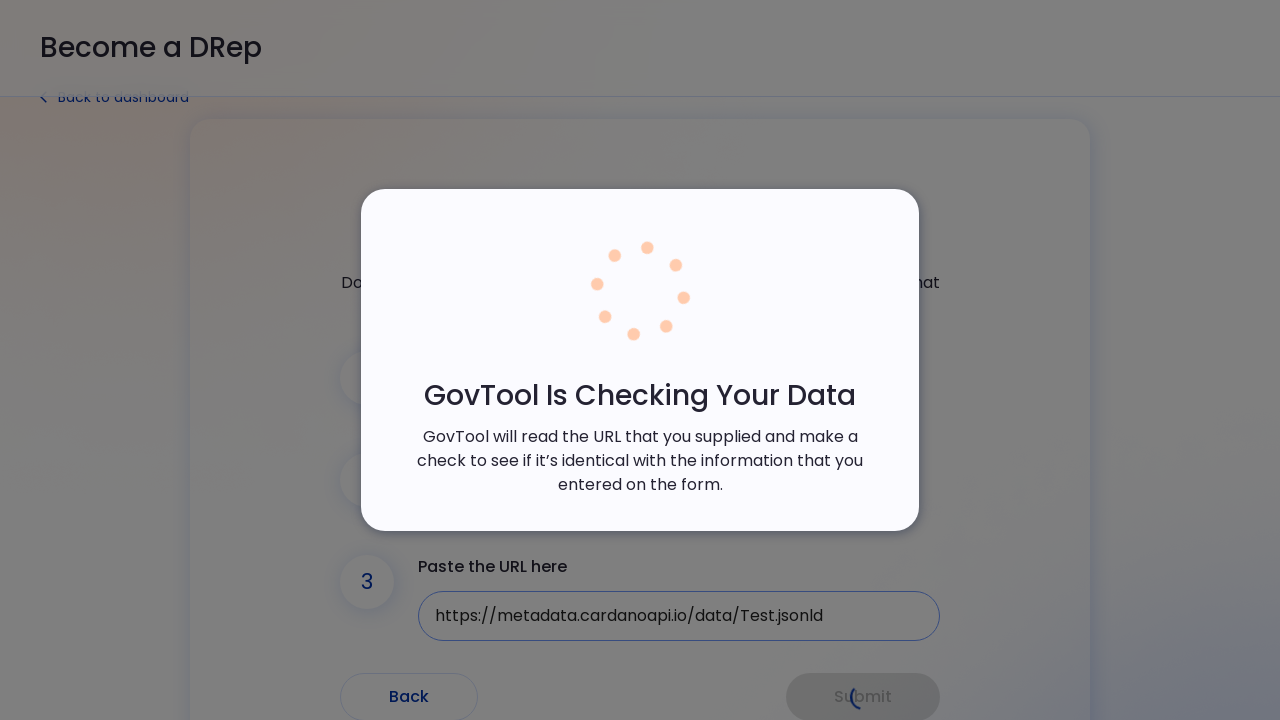 Become a DRep
Back to dashboard
GovTool Is Checking Your Data
GovTool will read the URL that you supplied and make a
check to see if it’s identical with the information that you
entered on the form.
3
Paste the URL here
https://metadata.cardanoapi.io/data/Test.jsonld
Back
Submit